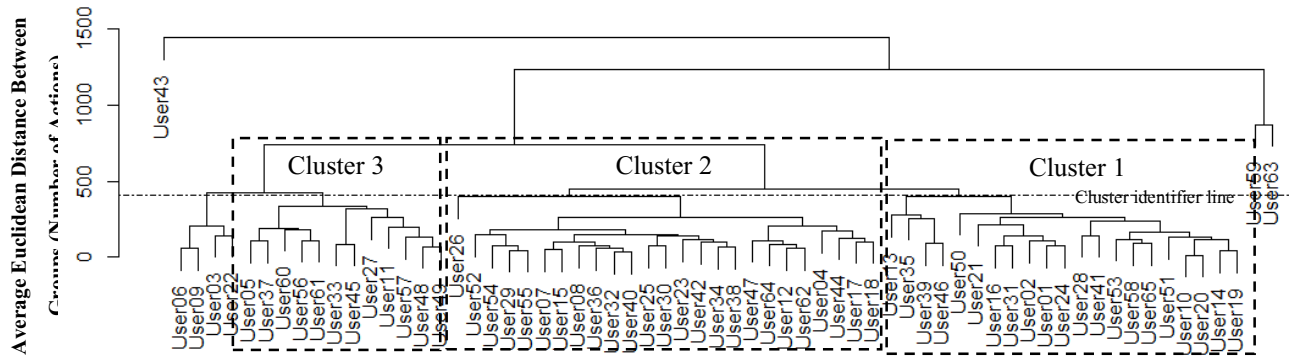 Average Euclidean Distance Between
Groups (Number of Actions)
1500
1000
500
0
Cluster 3
Cluster 2
Cluster 1
Cluster identifier line
User43
User06
User09
User03
User22
User05
User37
User60
User56
User61
User33
User45
User27
User11
User57
User48
User49
User26
User52
User54
User29
User55
User07
User15
User08
User36
User32
User40
User25
User30
User23
User42
User34
User38
User47
User64
User12
User62
User04
User44
User17
User18
User13
User35
User39
User46
User50
User21
User16
User31
User02
User01
User24
User28
User41
User53
User58
User65
User51
User10
User20
User14
User19
User59
User63